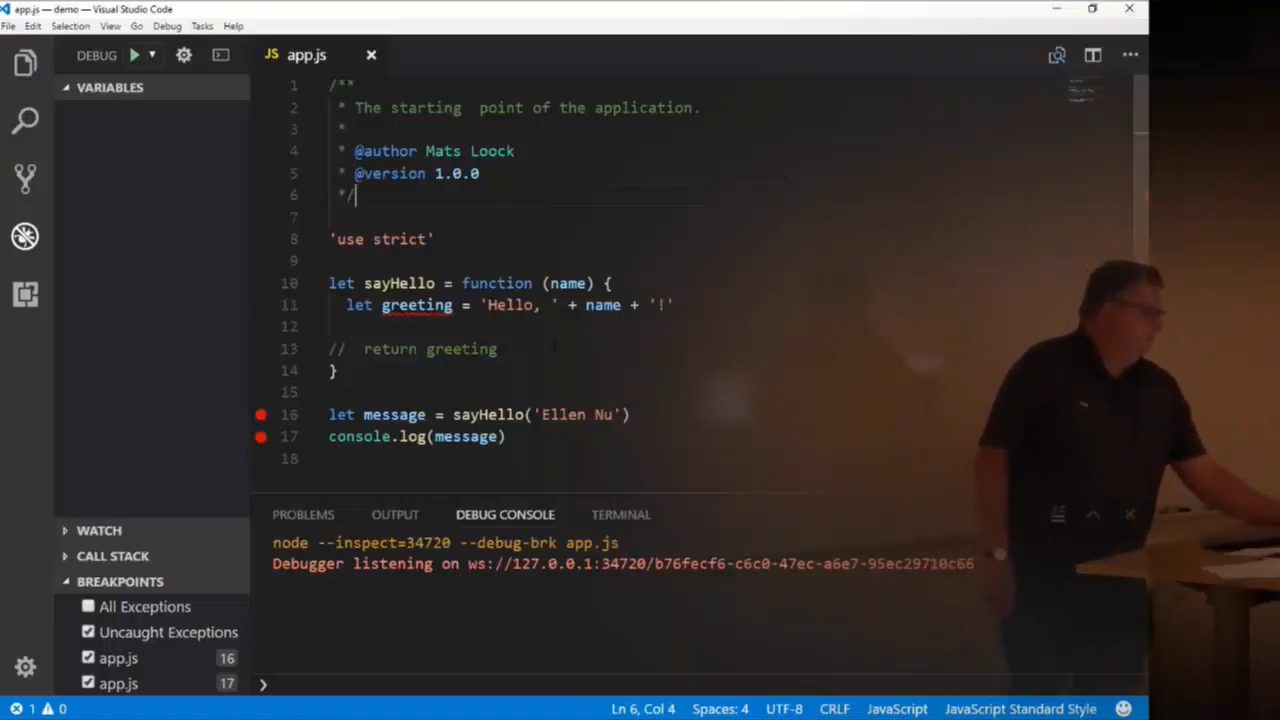 app.js — demo — Visual Studio Code
File Edit Selection View Go Debug Tasks Help
DEBUG
JS app.js
VARIABLES
1 /**
2 * The starting  point of the application.
3 *
4 * @author Mats Loock
5 * @version 1.0.0
6 */
7
8 'use strict'
9
10 let sayHello = function (name) {
11 let greeting = 'Hello, ' + name + '!'
12
13 //  return greeting
14 }
15
16 let message = sayHello('Ellen Nu')
17 console.log(message)
18
WATCH
CALL STACK
BREAKPOINTS
All Exceptions
Uncaught Exceptions
app.js 16
app.js 17
PROBLEMS OUTPUT DEBUG CONSOLE TERMINAL
node --inspect=34720 --debug-brk app.js
Debugger listening on ws://127.0.0.1:34720/b76fecf6-c6c0-47ec-a6e7-95ec29710c66
1 0 Ln 6, Col 4 Spaces: 4 UTF-8 CRLF JavaScript JavaScript Standard Style